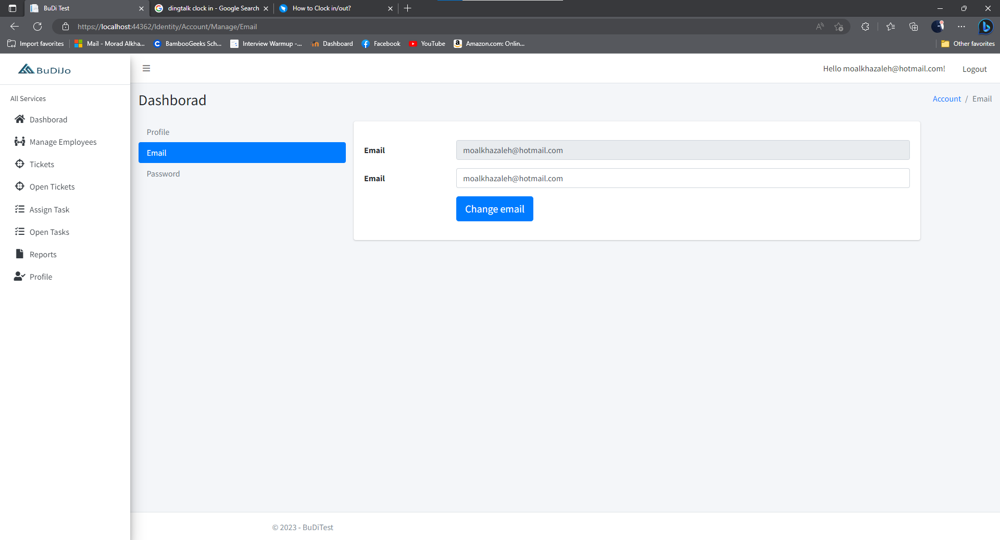 BuDi Test
dingtalk clock in - Google Search
How to Clock in/out?
https://localhost:44362/Identity/Account/Manage/Email
Import favorites
Mail - Morad Alkha...
BambooGeeks Sch...
Interview Warmup -...
Dashboard
Facebook
YouTube
Amazon.com: Onlin...
Other favorites
BuDiJo
Hello moalkhazaleh@hotmail.com!
Logout
All Services
Dashborad
Manage Employees
Tickets
Open Tickets
Assign Task
Open Tasks
Reports
Profile
Dashborad
Account / Email
Profile
Email
Password
Email moalkhazaleh@hotmail.com
Email moalkhazaleh@hotmail.com
Change email
© 2023 - BuDiTest